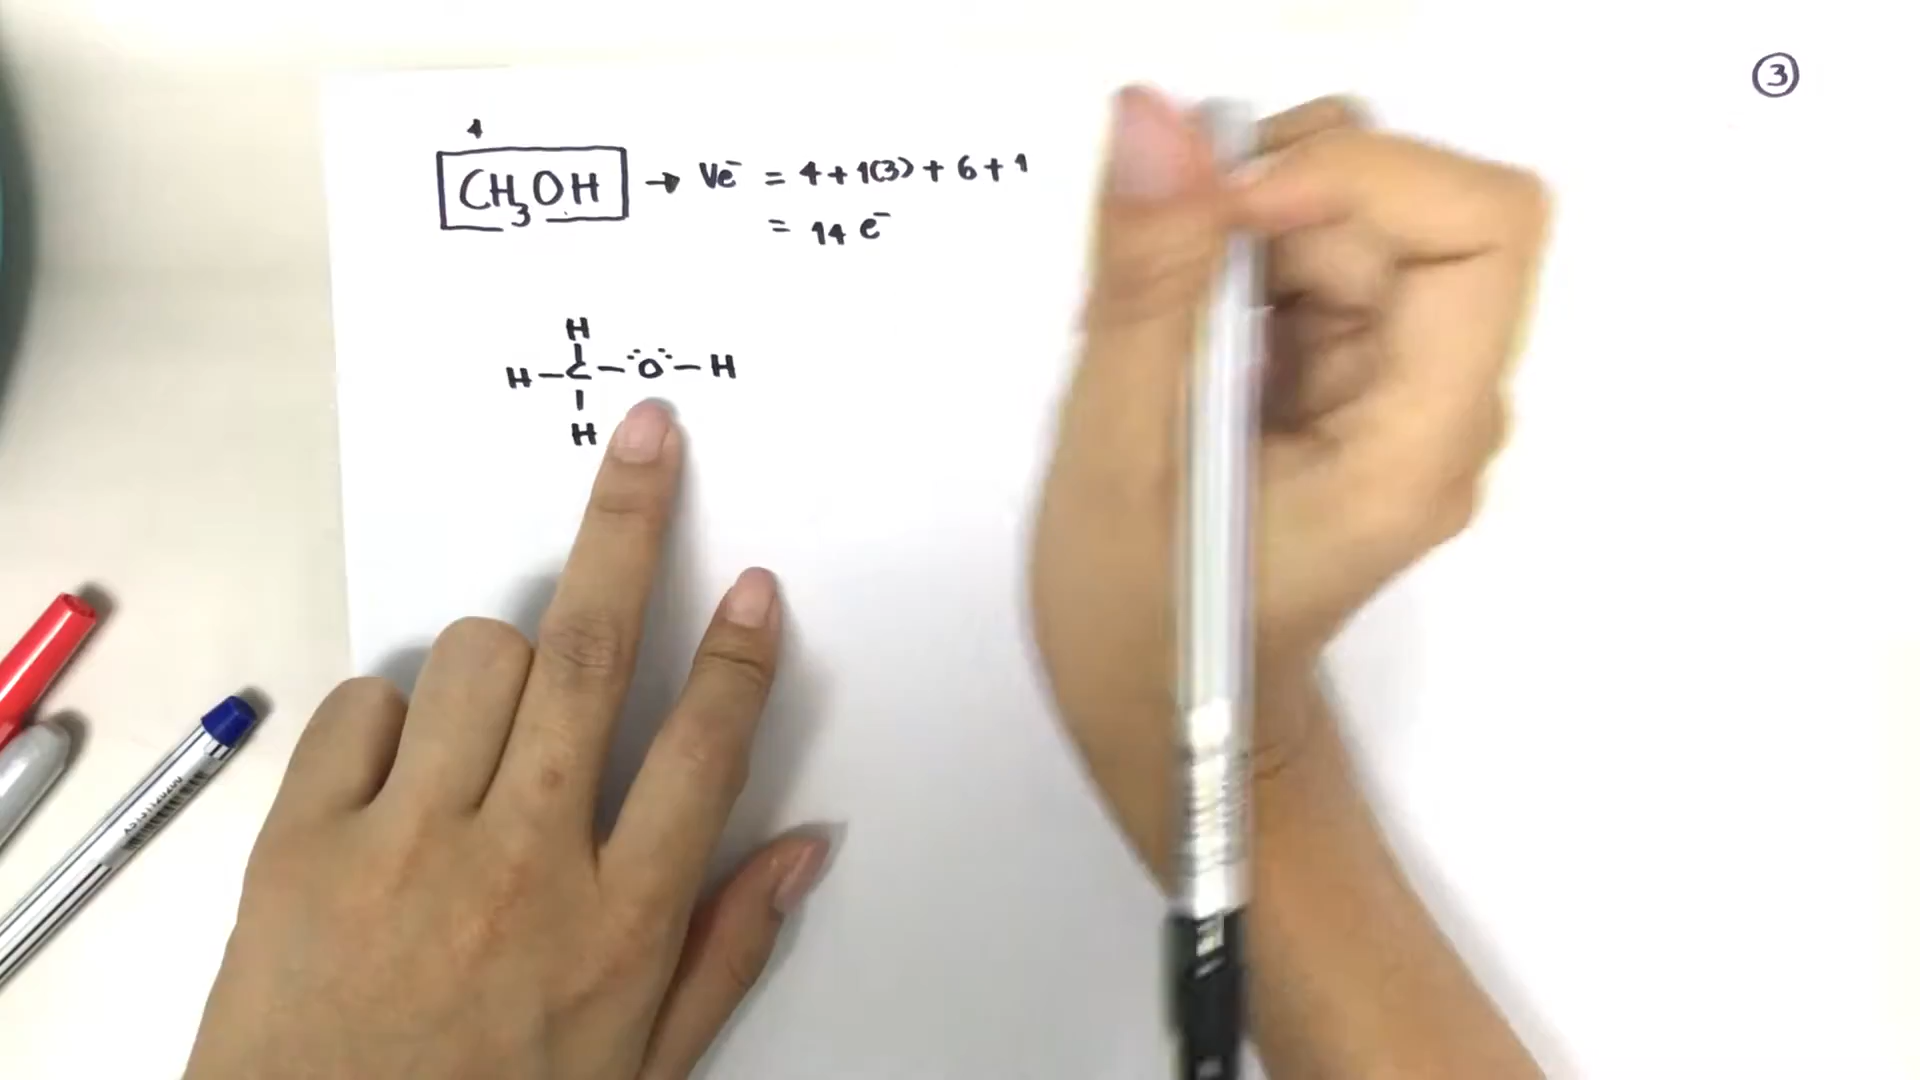 ③
4
CH₃OH → Ve⁻ = 4 + 1(3) + 6 + 1
= 14 e⁻
H
H – C – O – H
H